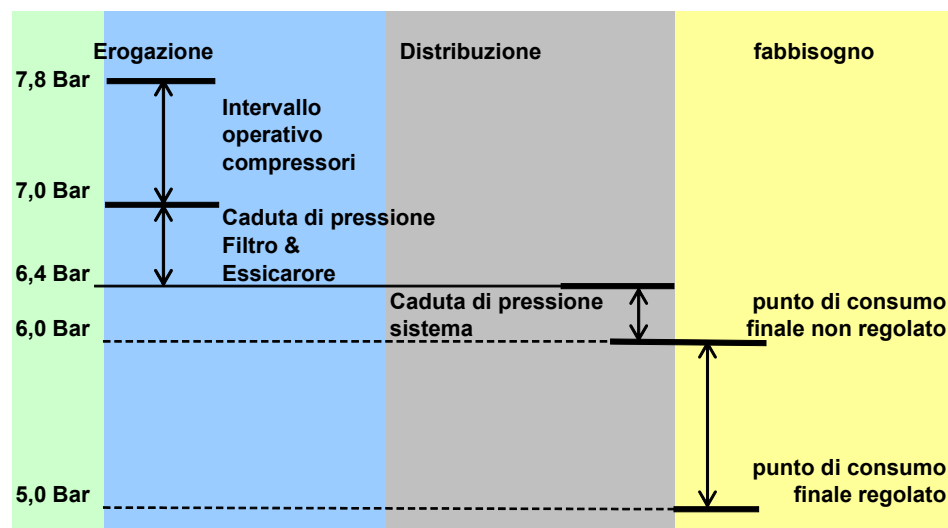 Erogazione
Distribuzione
fabbisogno
7,8 Bar
Intervallo
operativo
compressori
7,0 Bar
Caduta di pressione
Filtro &
Essicarore
6,4 Bar
Caduta di pressione
sistema
punto di consumo
finale non regolato
6,0 Bar
punto di consumo
finale regolato
5,0 Bar